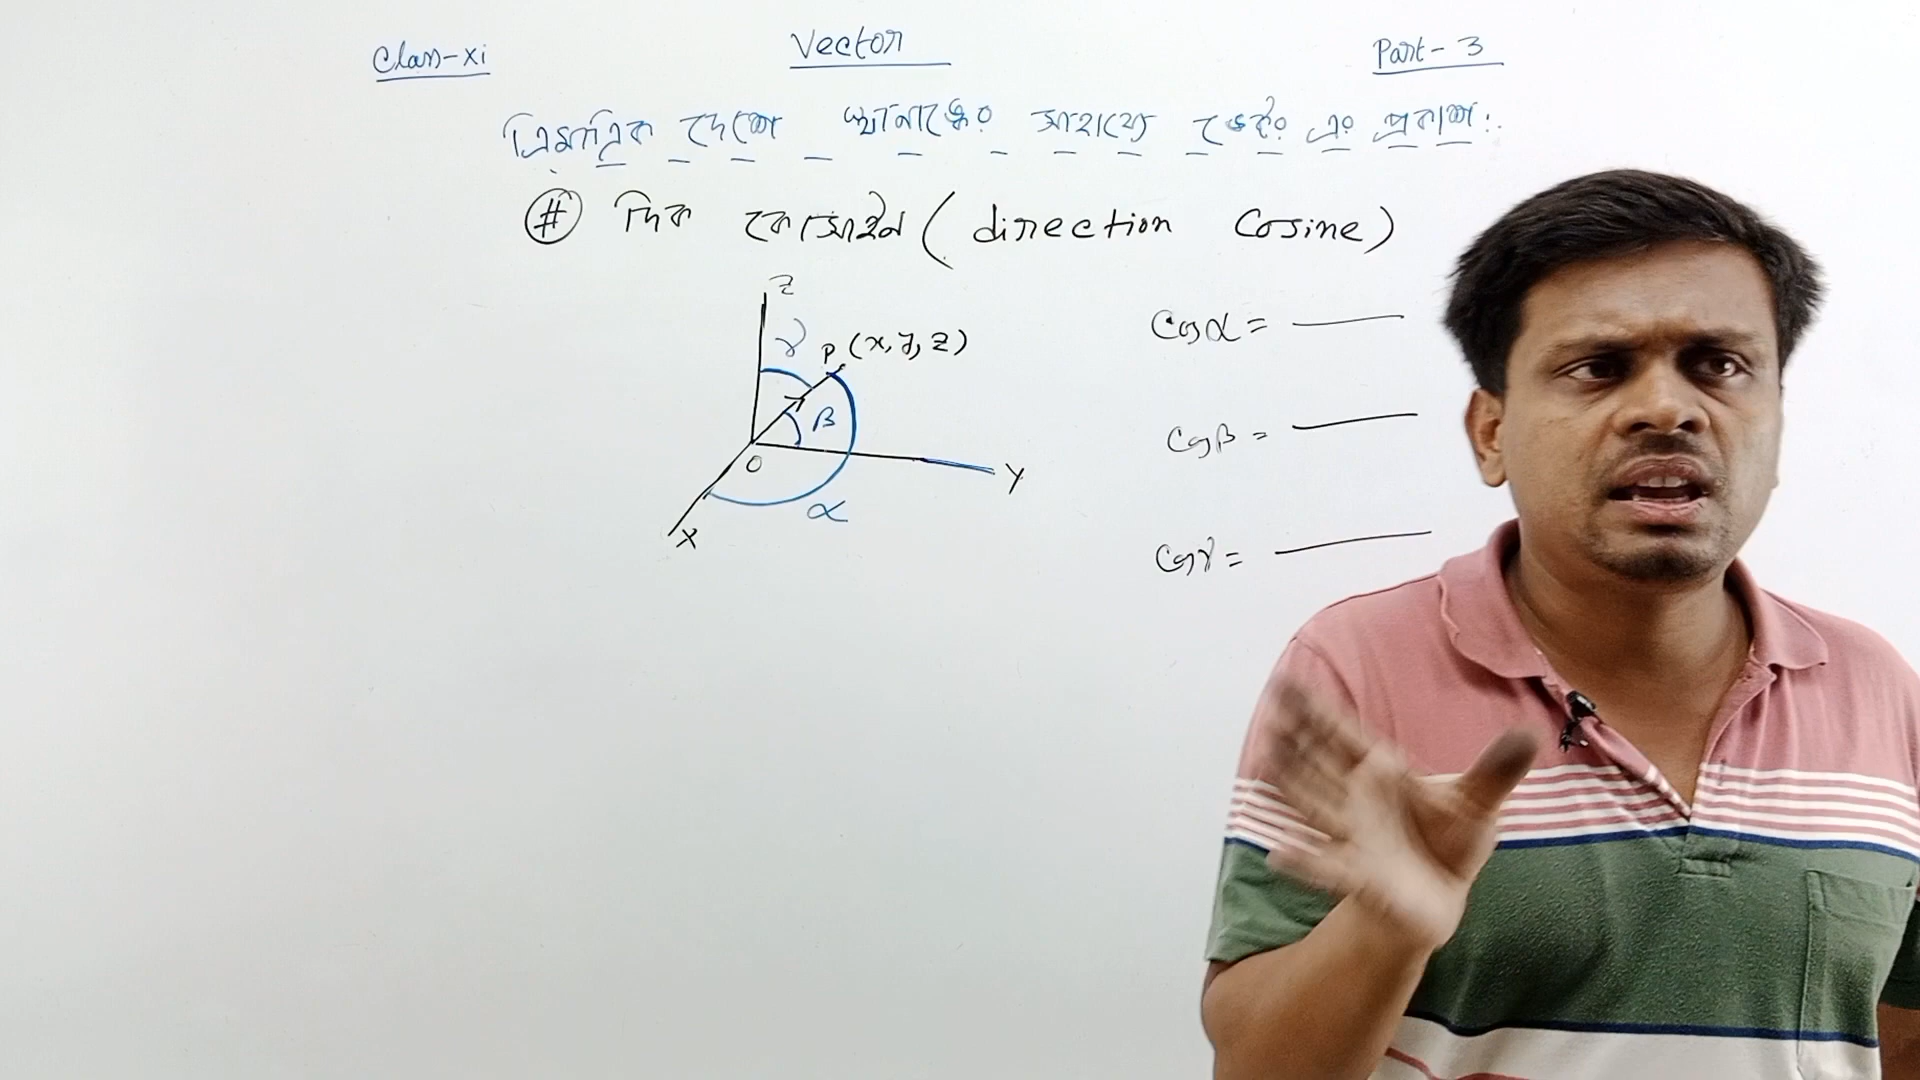 Class-xi Vector Part-3
ত্রিমাত্রিক দেশে স্থানাঙ্কের সাহায্যে ভেক্টর এর প্রকাশ:
# দিক কোসাইন (direction Cosine)
Z
γ P (x, y, z)
β
O Y
α
X
Cosα =
Cosβ =
Cosγ =